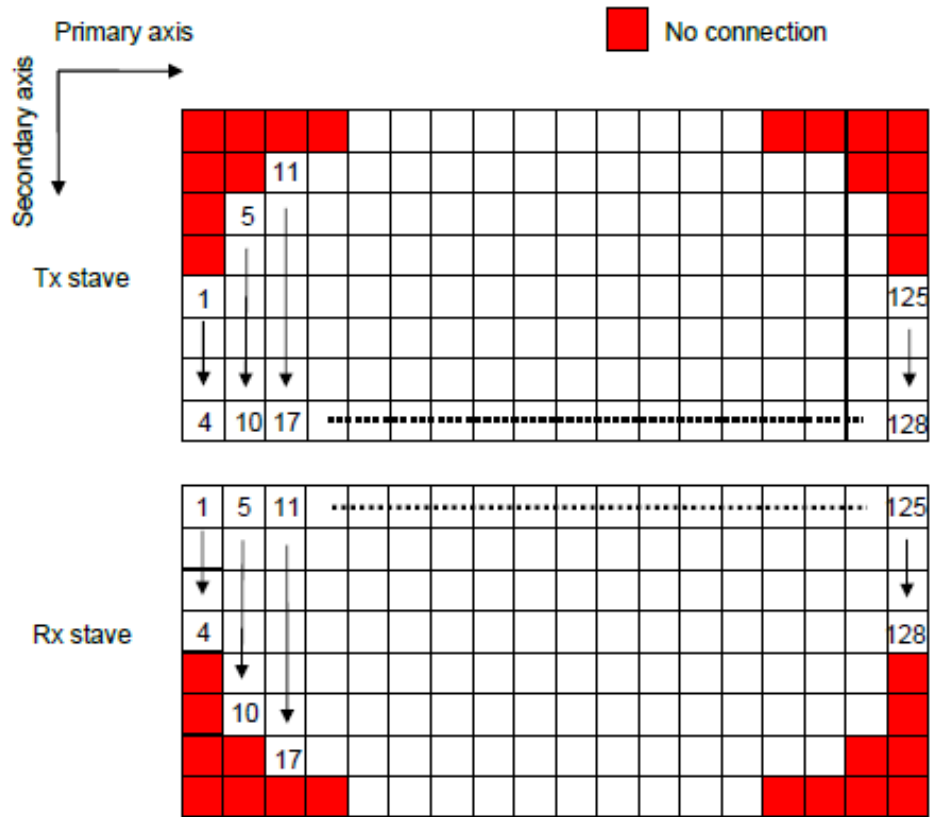 Primary axis
No connection
Secondary axis
11
5
Tx stave
1 125
4 10 17 128
1 5 11 125
Rx stave
4 128
10
17